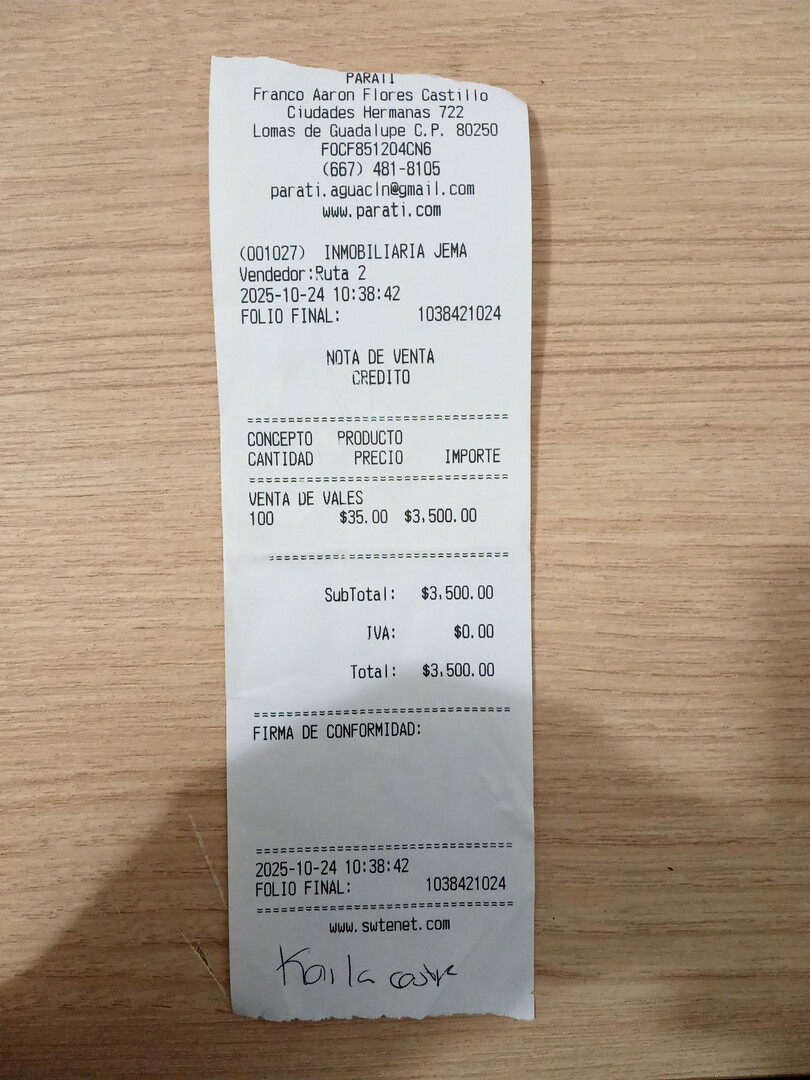 PARATI
Franco Aaron Flores Castillo
Ciudades Hermanas 722
Lomas de Guadalupe C.P. 80250
FOCF851204CN6
(667) 481-8105
parati.aguacln@gmail.com
www.parati.com
(001027) INMOBILIARIA JEMA
Vendedor:Ruta 2
2025-10-24 10:38:42
FOLIO FINAL: 1038421024
NOTA DE VENTA
CREDITO
CONCEPTO PRODUCTO
CANTIDAD PRECIO IMPORTE
VENTA DE VALES
100 $35.00 $3,500.00
SubTotal: $3,500.00
IVA: $0.00
Total: $3,500.00
FIRMA DE CONFORMIDAD:
2025-10-24 10:38:42
FOLIO FINAL: 1038421024
www.swtenet.com
Karla